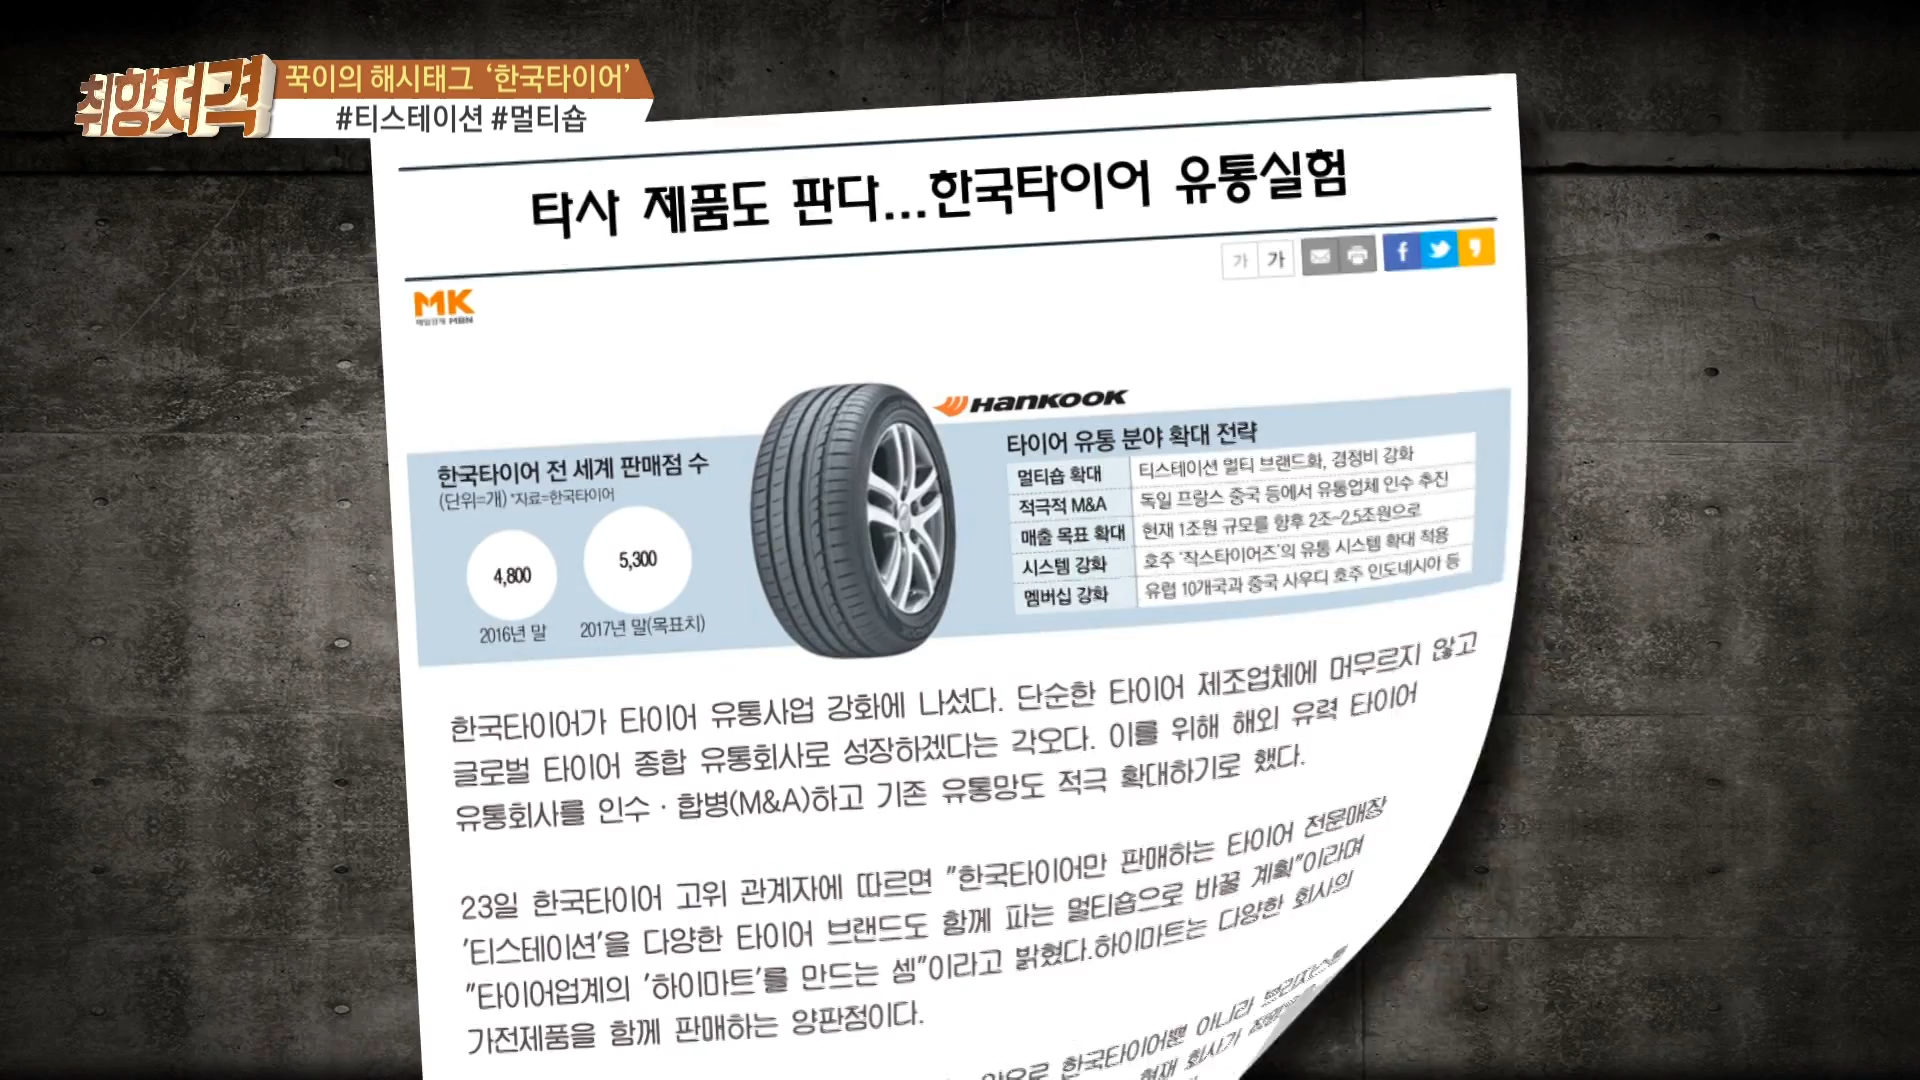 취향저격
꾹이의 해시태그 ‘한국타이어’
#티스테이션 #멀티숍
타사 제품도 판다...한국타이어 유통실험
가 가
MK
매일경제 MBN
HANKOOK
한국타이어 전 세계 판매점 수
(단위=개) *자료=한국타이어
4,800
5,300
2016년 말
2017년 말(목표치)
타이어 유통 분야 확대 전략
멀티숍 확대 티스테이션 멀티 브랜드화, 경정비 강화
적극적 M&A 독일 프랑스 중국 등에서 유통업체 인수 추진
매출 목표 확대 현재 1조원 규모를 향후 2조~2.5조원으로
시스템 강화 호주 '작스타이어즈'의 유통 시스템 확대 적용
멤버십 강화 유럽 10개국과 중국 사우디 호주 인도네시아 등
한국타이어가 타이어 유통사업 강화에 나섰다. 단순한 타이어 제조업체에 머무르지 않고
글로벌 타이어 종합 유통회사로 성장하겠다는 각오다. 이를 위해 해외 유력 타이어
유통회사를 인수·합병(M&A)하고 기존 유통망도 적극 확대하기로 했다.
23일 한국타이어 고위 관계자에 따르면 "한국타이어만 판매하는 타이어 전문매장
'티스테이션'을 다양한 타이어 브랜드도 함께 파는 멀티숍으로 바꿀 계획"이라며
"타이어업계의 '하이마트'를 만드는 셈"이라고 밝혔다.하이마트는 다양한 회사의
가전제품을 함께 판매하는 양판점이다.
한국타이어뿐 아니라
현재 회사가